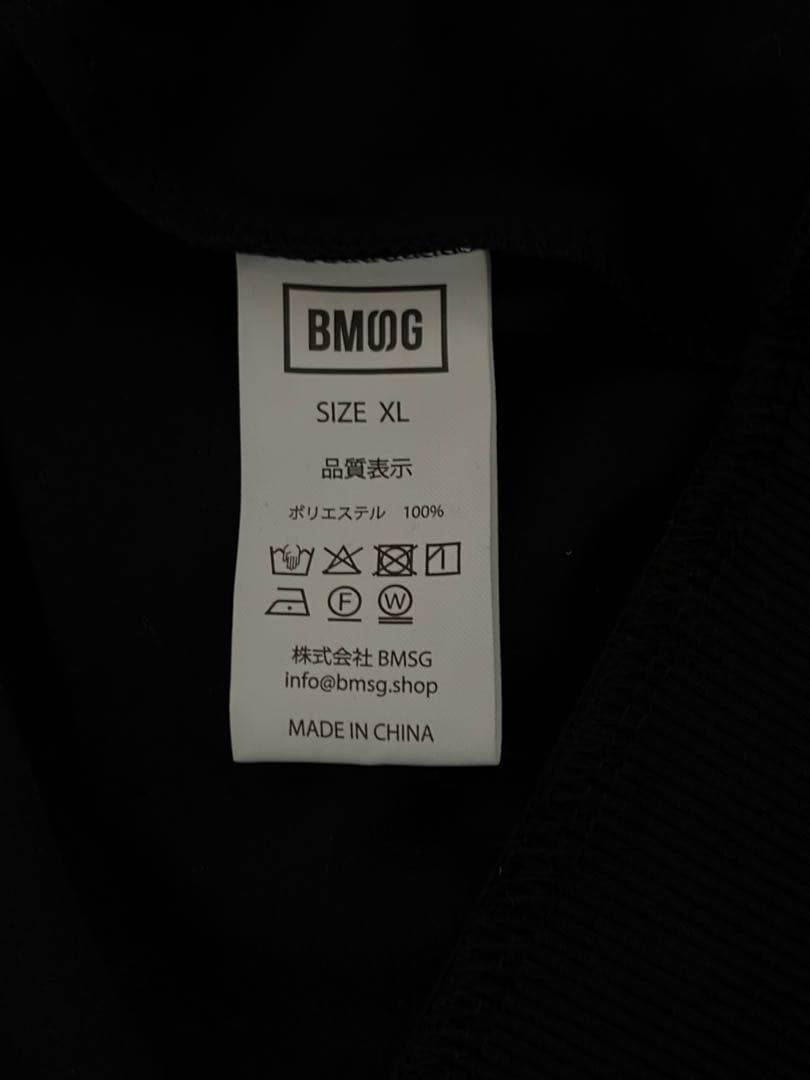 BMSG
SIZE XL
品質表示
ポリエステル 100%
F W
株式会社 BMSG
info@bmsg.shop
MADE IN CHINA